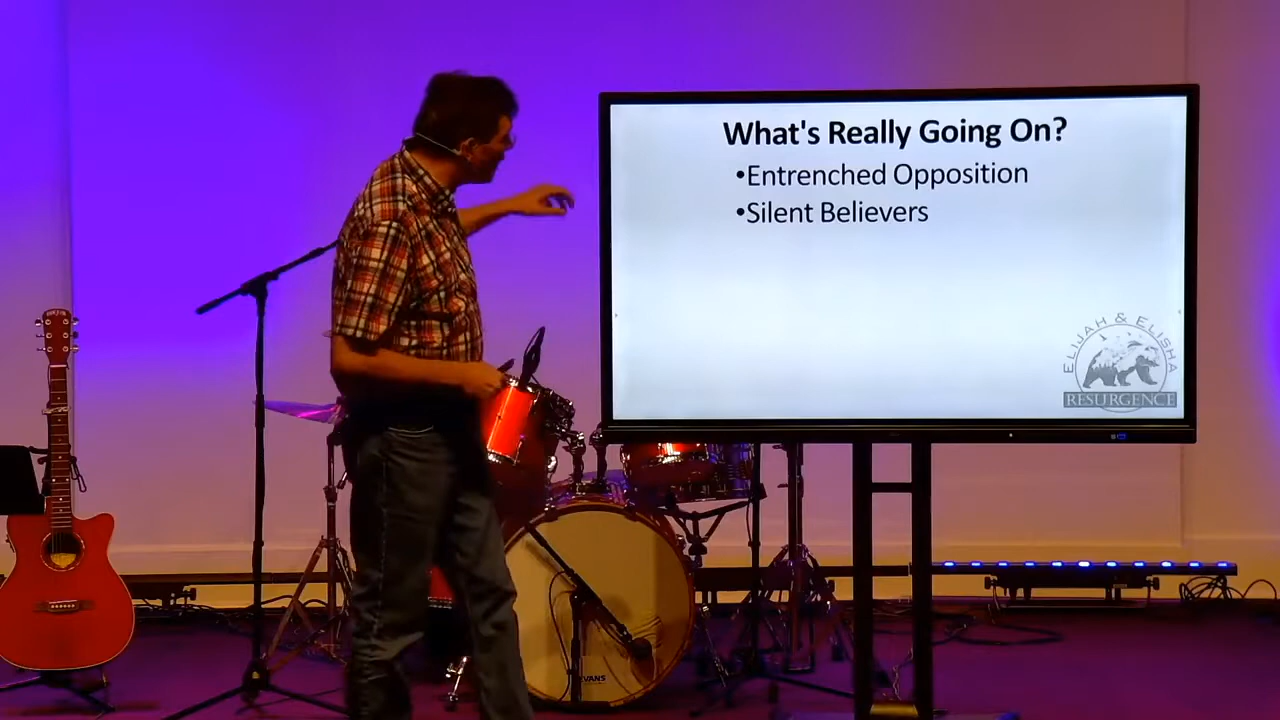 What's Really Going On?
•Entrenched Opposition
•Silent Believers
ELIJAH & ELISHA
RESURGENCE
EVANS